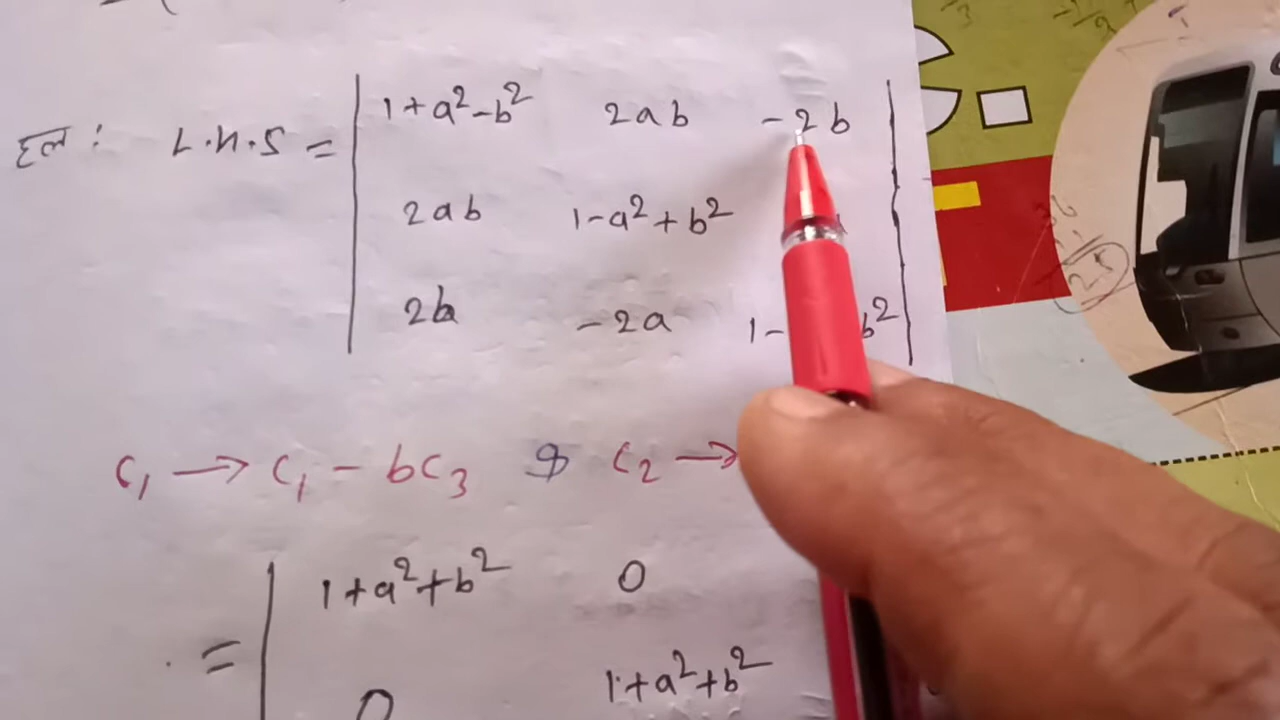 हल : L.H.S =
1+a²-b² 2ab -2b
2ab 1-a²+b²
2b -2a 1- b²
C₁ → C₁ - bC₃ $ C₂ →
= 1+a²+b² 0
0 1+a²+b²